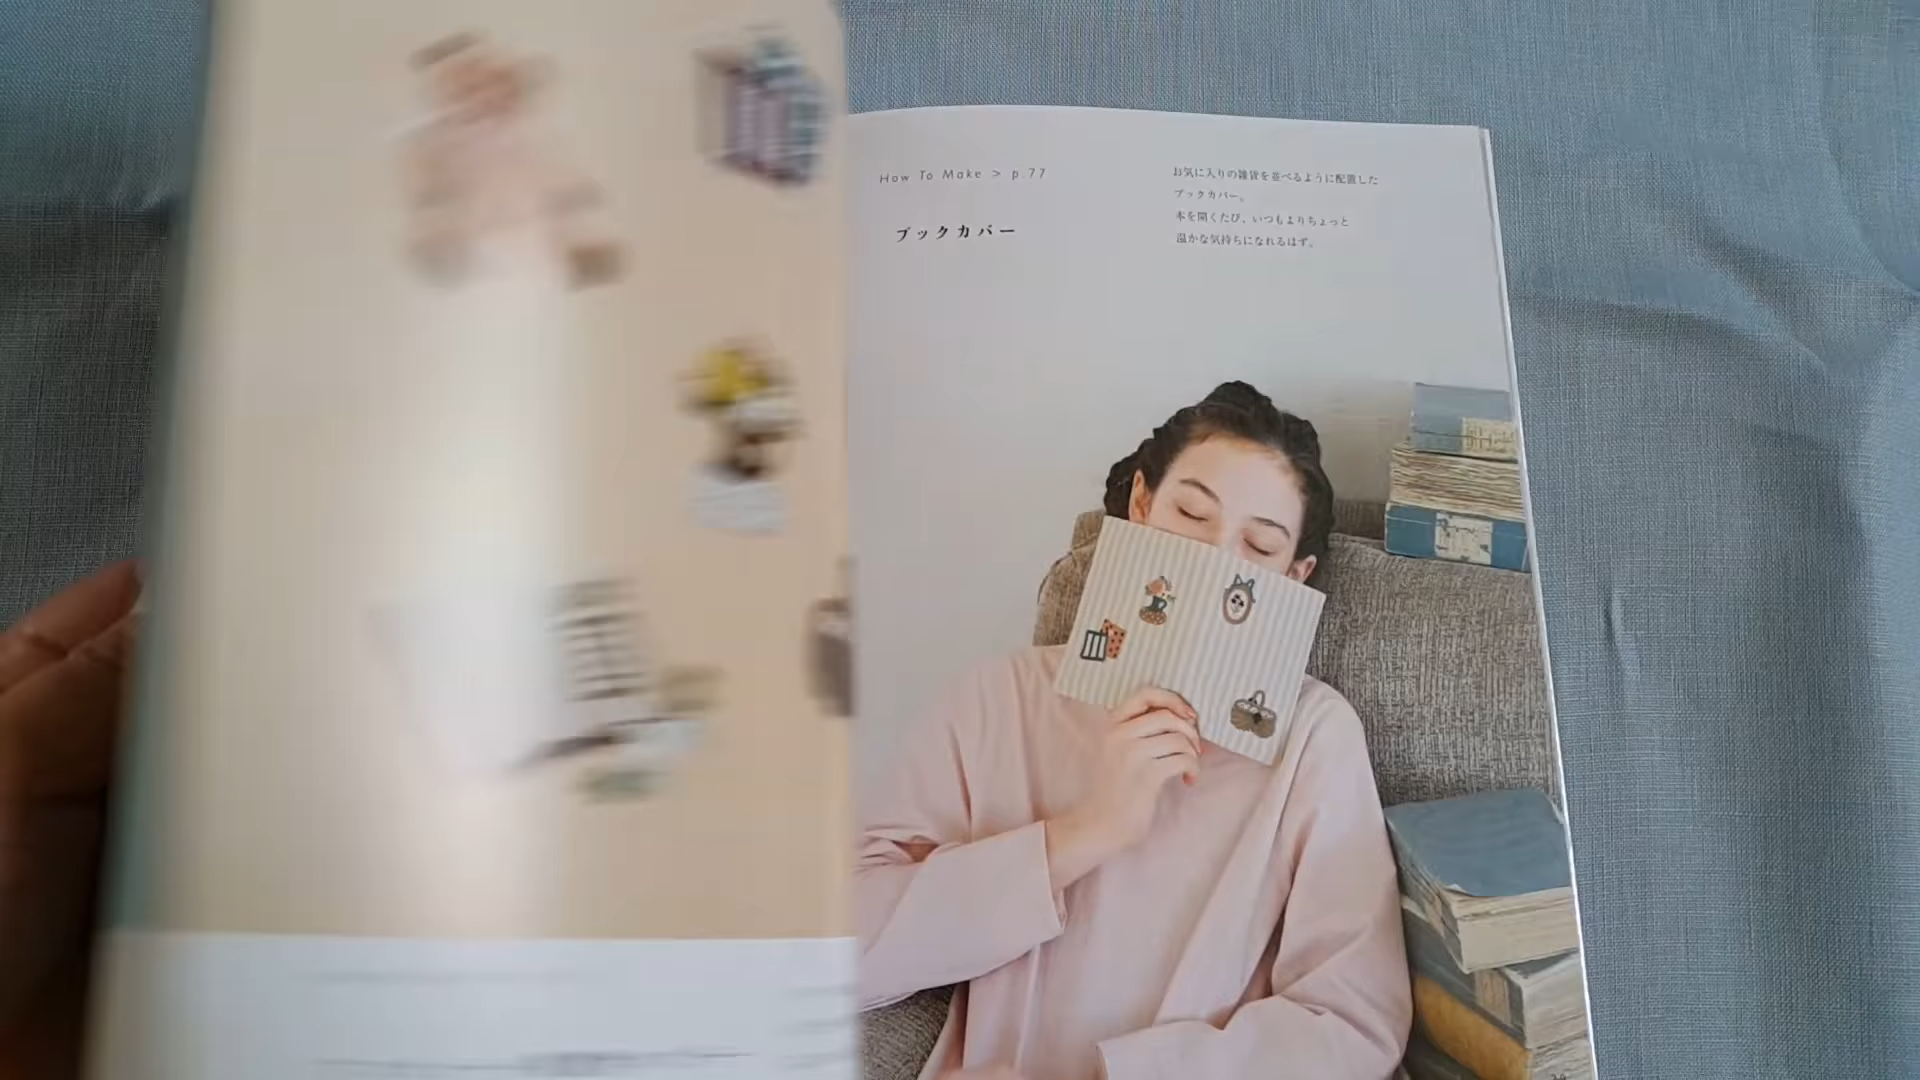 How To Make > p.77
ブックカバー
お気に入りの雑貨を並べるように配置した
ブックカバー。
本を開くたび、いつもよりちょっと
温かな気持ちになれるはず。